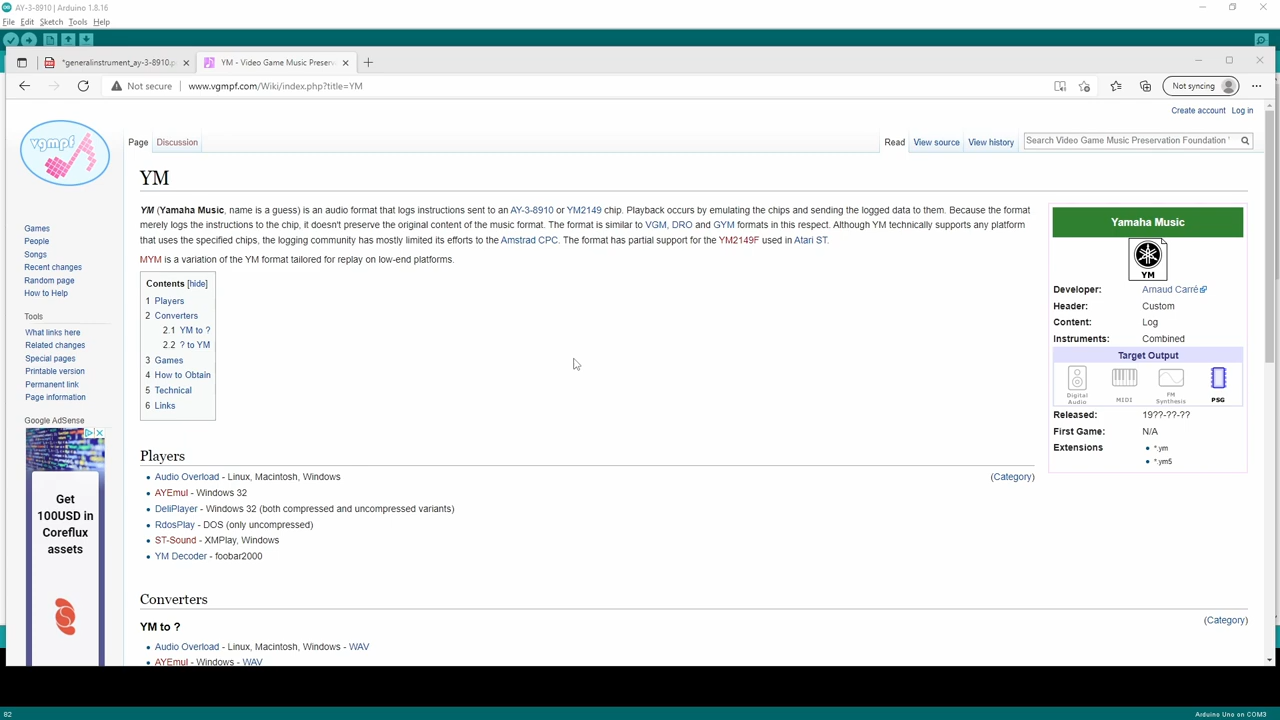 AY-3-8910 | Arduino 1.8.16
File Edit Sketch Tools Help
*generalinstrument_ay-3-8910.p
YM - Video Game Music Preserv
Not secure | www.vgmpf.com/Wiki/index.php?title=YM
Not syncing
Create account Log in
vgmpf
Page Discussion
Read View source View history
Search Video Game Music Preservation Foundation
YM
YM (Yamaha Music, name is a guess) is an audio format that logs instructions sent to an AY-3-8910 or YM2149 chip. Playback occurs by emulating the chips and sending the logged data to them. Because the format
merely logs the instructions to the chip, it doesn't preserve the original content of the music format. The format is similar to VGM, DRO and GYM formats in this respect. Although YM technically supports any platform
that uses the specified chips, the logging community has mostly limited its efforts to the Amstrad CPC. The format has partial support for the YM2149F used in Atari ST.
MYM is a variation of the YM format tailored for replay on low-end platforms.
Games
People
Songs
Recent changes
Random page
How to Help
Tools
What links here
Related changes
Special pages
Printable version
Permanent link
Page information
Google AdSense
Get
100USD in
Coreflux
assets
Contents [hide]
1 Players
2 Converters
2.1 YM to ?
2.2 ? to YM
3 Games
4 How to Obtain
5 Technical
6 Links
Yamaha Music
YM
Developer: Arnaud Carré
Header: Custom
Content: Log
Instruments: Combined
Target Output
Digital Audio
MIDI
FM Synthesis
PSG
Released: 19??-??-??
First Game: N/A
Extensions
• *.ym
• *.ym5
Players
(Category)
• Audio Overload - Linux, Macintosh, Windows
• AYEmul - Windows 32
• DeliPlayer - Windows 32 (both compressed and uncompressed variants)
• RdosPlay - DOS (only uncompressed)
• ST-Sound - XMPlay, Windows
• YM Decoder - foobar2000
Converters
(Category)
YM to ?
• Audio Overload - Linux, Macintosh, Windows - WAV
• AYEmul - Windows - WAV
82
Arduino Uno on COM3